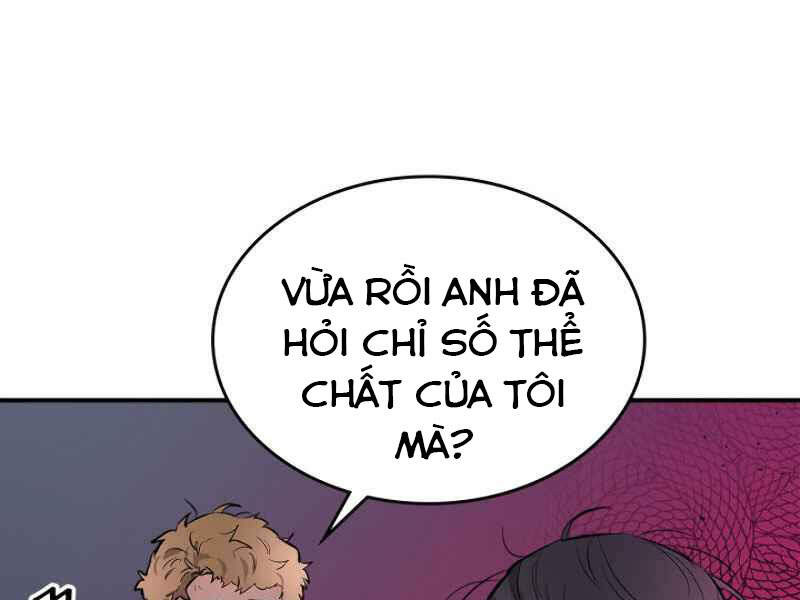 VỪA RỒI ANH ĐÃ
HỎI CHỈ SỐ THỂ
CHẤT CỦA TÔI
MÀ?